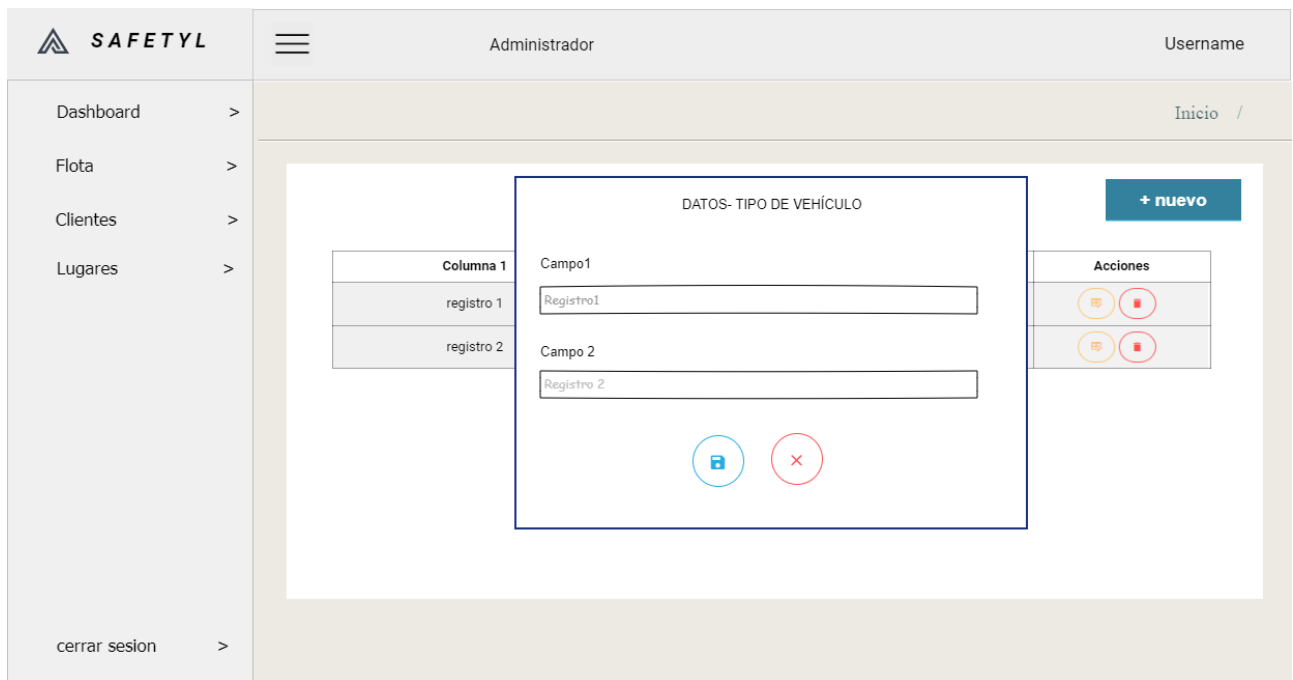 SAFETYL
Administrador
Username
Dashboard >
Flota >
Clientes >
Lugares >
cerrar sesion >
Inicio /
+ nuevo
Columna 1
Acciones
registro 1
registro 2
DATOS- TIPO DE VEHÍCULO
Campo1
Registro1
Campo 2
Registro 2